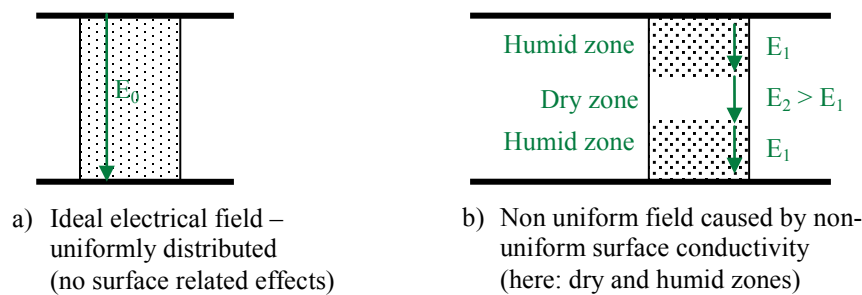 E0
Humid zone
E1
Dry zone
E2 > E1
Humid zone
E1
a) Ideal electrical field –
uniformly distributed
(no surface related effects)
b) Non uniform field caused by non-
uniform surface conductivity
(here: dry and humid zones)